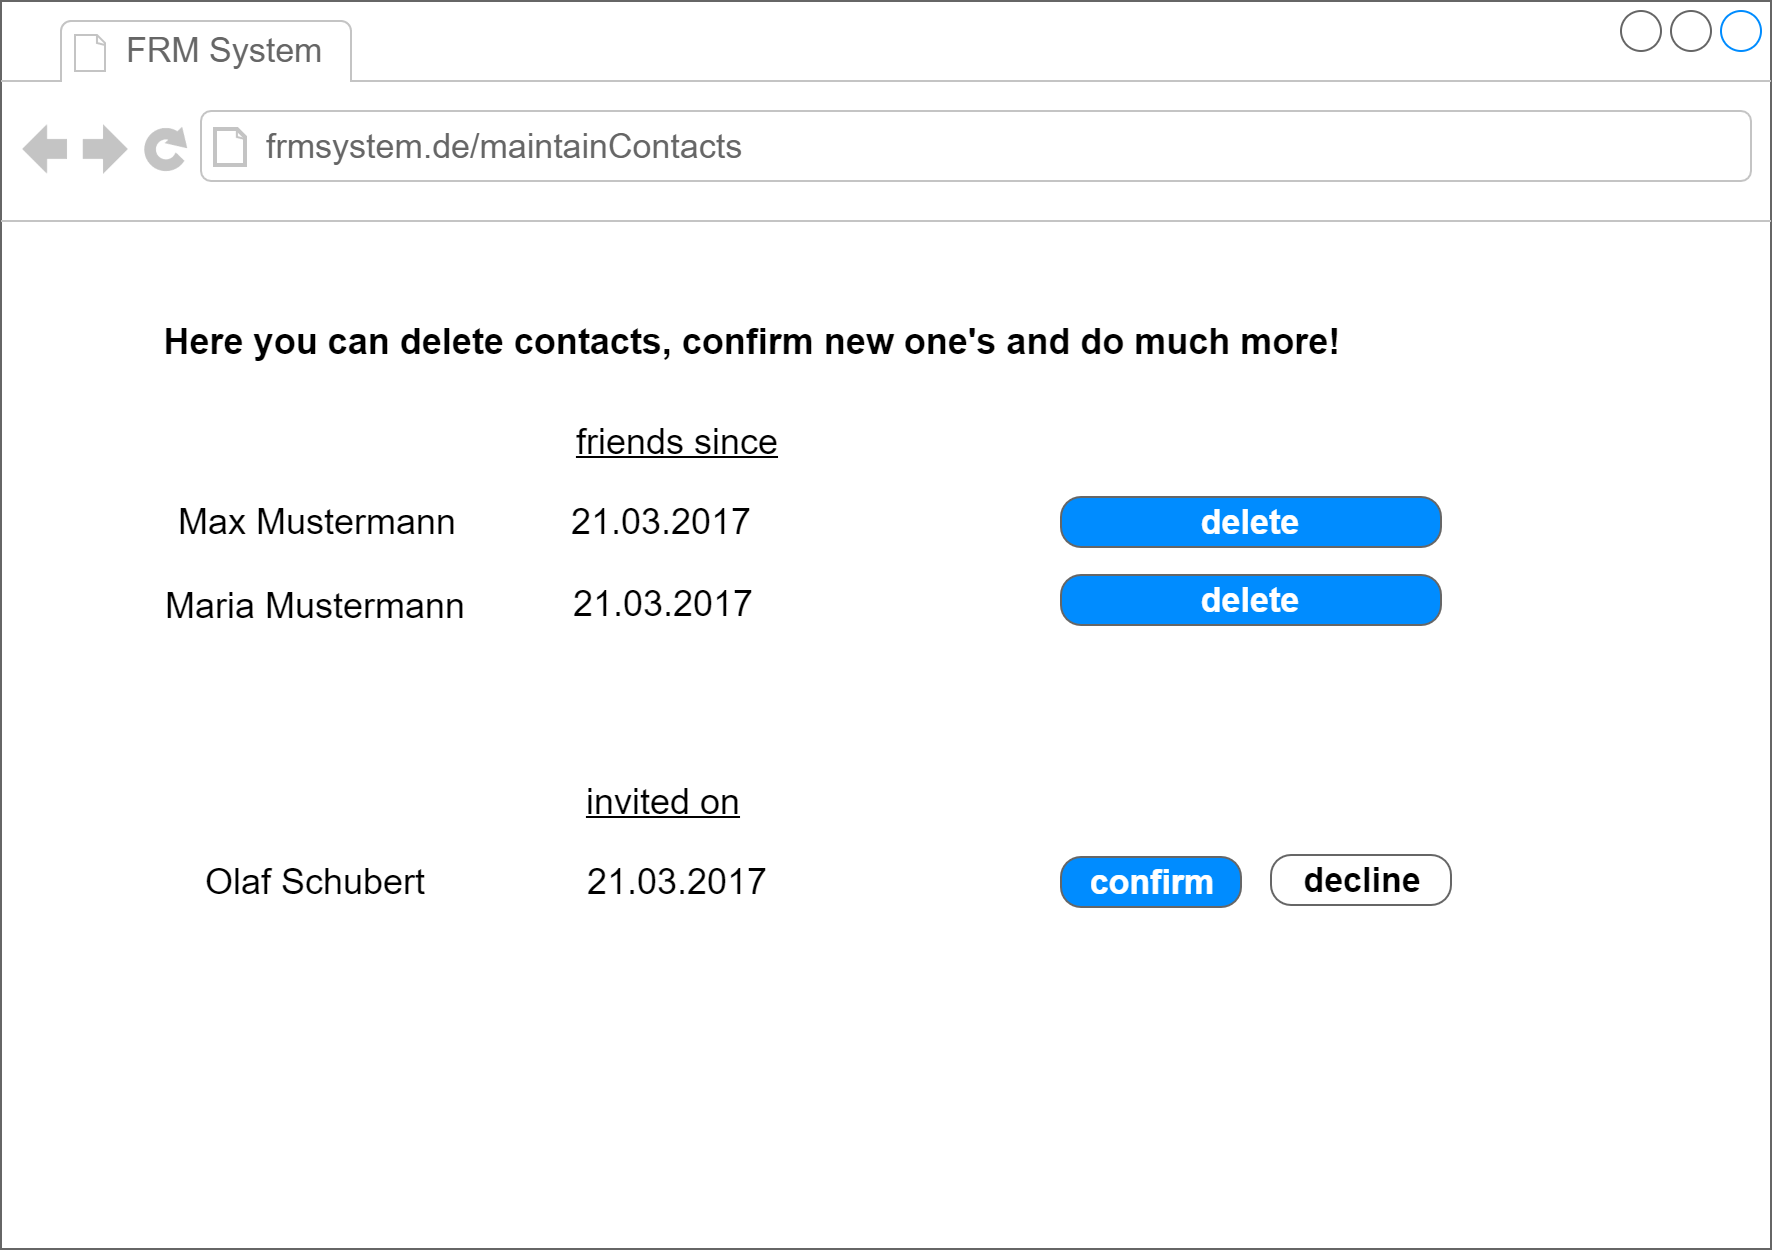 FRM System
frmsystem.de/maintainContacts
Here you can delete contacts, confirm new one's and do much more!
friends since
Max Mustermann 21.03.2017 delete
Maria Mustermann 21.03.2017 delete
invited on
Olaf Schubert 21.03.2017 confirm decline